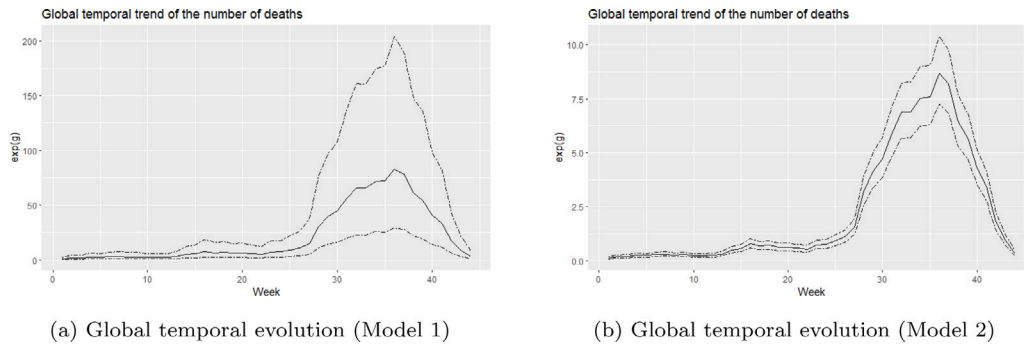 Global temporal trend of the number of deaths
200
150
100
50
0
exp(g)
0 10 20 30 40
Week
(a) Global temporal evolution (Model 1)
Global temporal trend of the number of deaths
10.0
7.5
5.0
2.5
0.0
exp(g)
0 10 20 30 40
Week
(b) Global temporal evolution (Model 2)